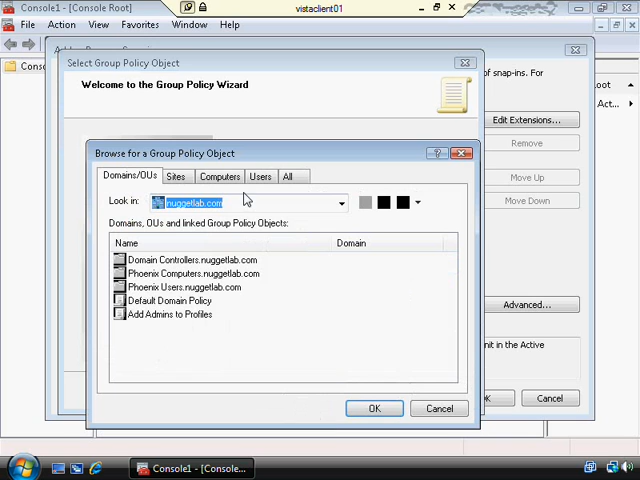 Console1 - [Console Root]
vistaclient01
File Action View Favorites Window Help
Select Group Policy Object
Welcome to the Group Policy Wizard
of snap-ins. For
Edit Extensions...
Remove
Move Up
Move Down
Advanced...
Cancel
Browse for a Group Policy Object
Domains/OUs Sites Computers Users All
Look in: nuggetlab.com
Domains, OUs and linked Group Policy Objects:
Name Domain
Domain Controllers.nuggetlab.com
Phoenix Computers.nuggetlab.com
Phoenix Users.nuggetlab.com
Default Domain Policy
Add Admins to Profiles
OK Cancel
Console1 - [Console...